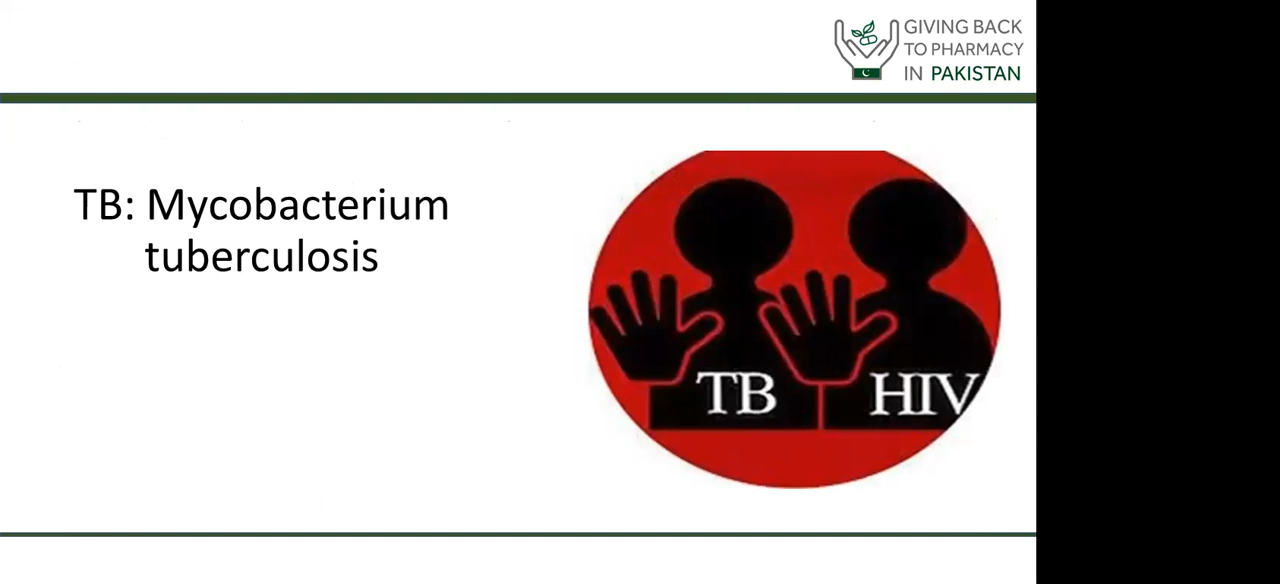 GIVING BACK
TO PHARMACY
IN PAKISTAN
TB: Mycobacterium
tuberculosis
TB HIV